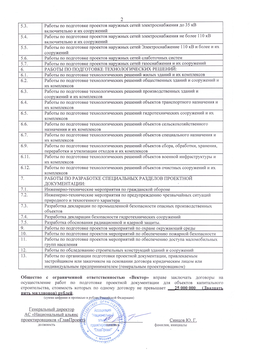 2
5.3. Работы по подготовке проектов наружных сетей электроснабжения до 35 кВ
включительно и их сооружений
5.4. Работы по подготовке проектов наружных сетей электроснабжения не более 110 кВ
включительно и их сооружений
5.5. Работы по подготовке проектов наружных сетей Электроснабжения 110 кВ и более и их
сооружений
5.6. Работы по подготовке проектов наружных сетей слаботочных систем
5.7. Работы по подготовке проектов наружных сетей газоснабжения и их сооружений
6. РАБОТЫ ПО ПОДГОТОВКЕ ТЕХНОЛОГИЧЕСКИХ РЕШЕНИЙ:
6.1. Работы по подготовке технологических решений жилых зданий и их комплексов
6.2. Работы по подготовке технологических решений общественных зданий и сооружений и
их комплексов
6.3. Работы по подготовке технологических решений производственных зданий и
сооружений и их комплексов
6.4. Работы по подготовке технологических решений объектов транспортного назначения и
их комплексов
6.5. Работы по подготовке технологических решений гидротехнических сооружений и их
комплексов
6.6. Работы по подготовке технологических решений объектов сельскохозяйственного
назначения и их комплексов
6.7. Работы по подготовке технологических решений объектов специального назначения и
их комплексов
6.9. Работы по подготовке технологических решений объектов сбора, обработки, хранения,
переработки и утилизации отходов и их комплексов
6.11. Работы по подготовке технологических решений объектов военной инфраструктуры и
их комплексов
6.12. Работы по подготовке технологических решений объектов очистных сооружений и их
комплексов
7. РАБОТЫ ПО РАЗРАБОТКЕ СПЕЦИАЛЬНЫХ РАЗДЕЛОВ ПРОЕКТНОЙ
ДОКУМЕНТАЦИИ:
7.1. Инженерно-технические мероприятия по гражданской обороне
7.2. Инженерно-технические мероприятия по предупреждению чрезвычайных ситуаций
природного и техногенного характера
7.3. Разработка декларации по промышленной безопасности опасных производственных
объектов
7.4. Разработка декларации безопасности гидротехнических сооружений
7.5. Разработка обоснования радиационной и ядерной защиты
9. Работы по подготовке проектов мероприятий по охране окружающей среды
10. Работы по подготовке проектов мероприятий по обеспечению пожарной безопасности
11. Работы по подготовке проектов мероприятий по обеспечению доступа маломобильных
групп населения
12. Работы по обследованию строительных конструкций зданий и сооружений
13. Работы по организации подготовки проектной документации, привлекаемым
застройщиком или заказчиком на основании договора юридическим лицом или
индивидуальным предпринимателем (генеральным проектировщиком)
Общество с ограниченной ответственностью «Вектор» вправе заключать договоры по
осуществлению работ по подготовке проектной документации для объектов капитального
строительства, стоимость которых по одному договору не превышает 25 000 000 (Двадцать
пять миллионов) рублей
Генеральный директор
должность
подпись
Ю. Г.
фамилия, инициалы